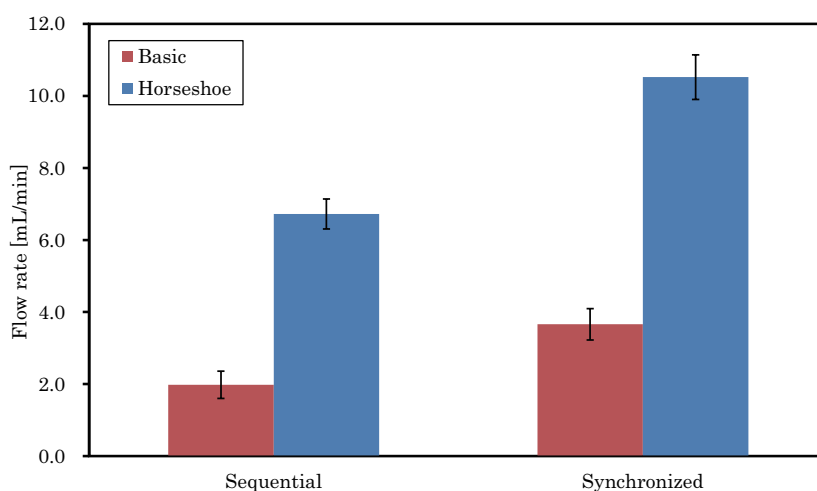 12.0
10.0
8.0
6.0
4.0
2.0
0.0
Flow rate [mL/min]
Basic
Horseshoe
Sequential
Synchronized